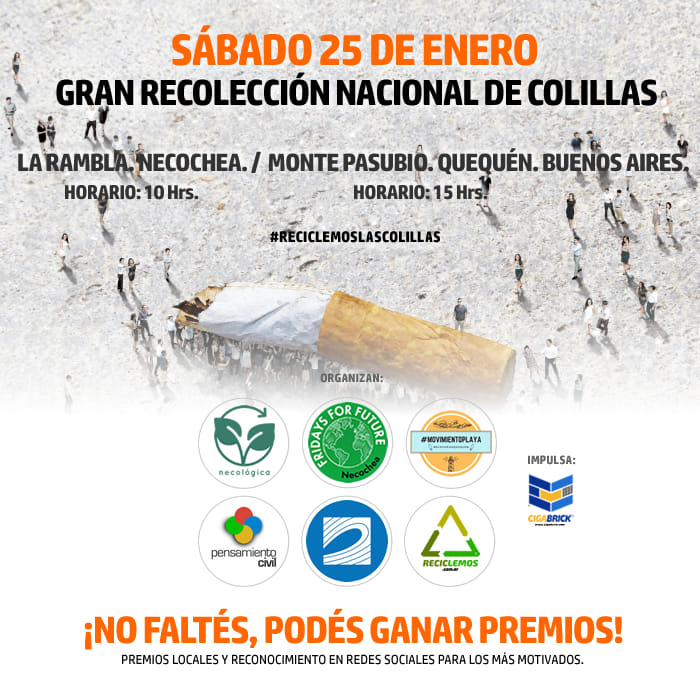 SÁBADO 25 DE ENERO
GRAN RECOLECCIÓN NACIONAL DE COLILLAS
LA RAMBLA. NECOCHEA. / MONTE PASUBIO. QUEQUÉN. BUENOS AIRES.
HORARIO: 10 Hrs. HORARIO: 15 Hrs.
#RECICLEMOSLASCOLILLAS
ORGANIZAN:
necológica
FRIDAYS FOR FUTURE
Necochea
#MOVIMIENTOPLAYA
IMPULSA:
CIGABRICK
pensamiento
civil
RECICLEMOS
.com.ar
¡NO FALTÉS, PODÉS GANAR PREMIOS!
PREMIOS LOCALES Y RECONOCIMIENTO EN REDES SOCIALES PARA LOS MÁS MOTIVADOS.